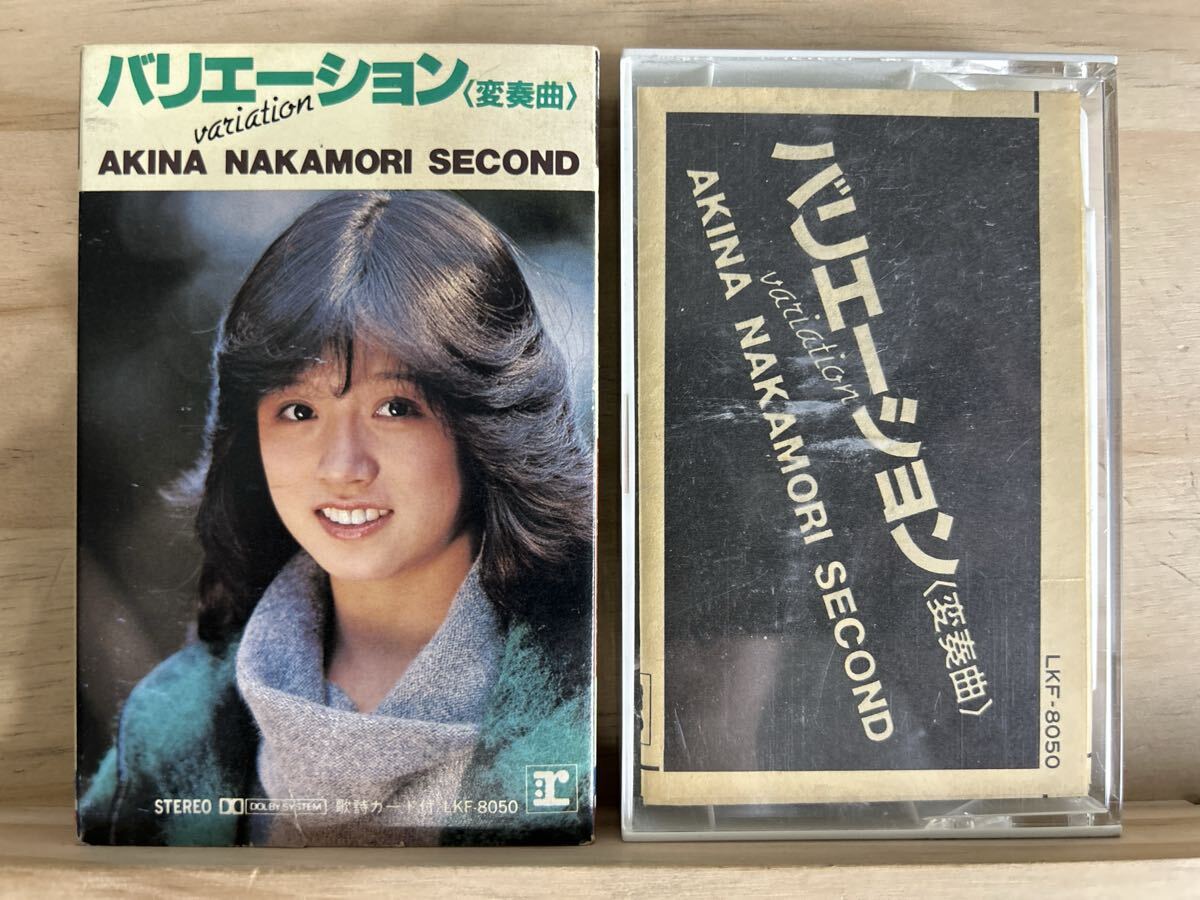 バリエーション〈変奏曲〉
variation
AKINA NAKAMORI SECOND
STEREO DOLBY SYSTEM 歌詩カード付 LKF-8050
r
バリエーション〈変奏曲〉
variation
AKINA NAKAMORI SECOND
LKF-8050